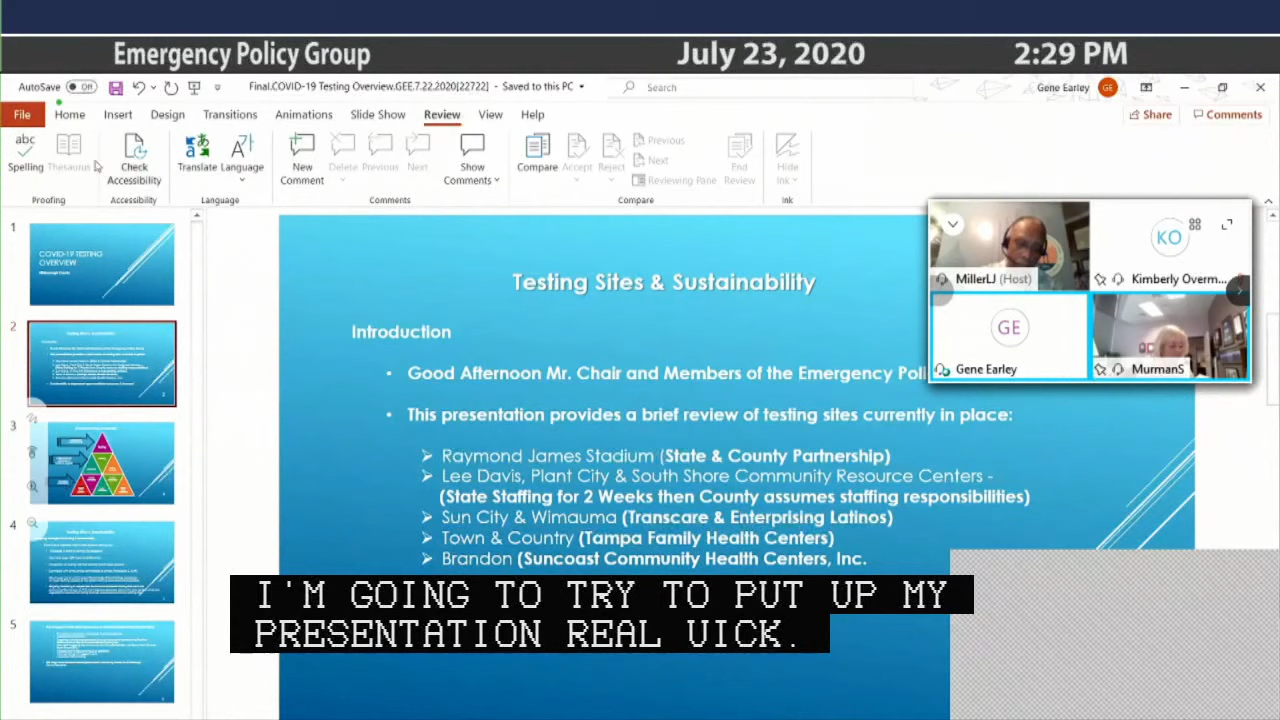 Emergency Policy Group July 23, 2020 2:29 PM
AutoSave Off Final.COVID-19 Testing Overview.GEE.7.22.2020[22722] - Saved to this PC Search Gene Earley GE
File Home Insert Design Transitions Animations Slide Show Review View Help Share Comments
abc
Spelling Thesaurus Check Accessibility Translate Language New Comment Delete Previous Next Show Comments Compare Accept Reject Previous Next Reviewing Pane End Review Hide Ink
Proofing Accessibility Language Comments Compare Ink
1
COVID-19 TESTING
OVERVIEW
2
3
4
5
Testing Sites & Sustainability
Introduction
Good Afternoon Mr. Chair and Members of the Emergency
This presentation provides a brief review of testing sites currently in place:
Raymond James Stadium (State & County Partnership)
Lee Davis, Plant City & South Shore Community Resource Centers -
(State Staffing for 2 Weeks then County assumes staffing responsibilities)
Sun City & Wimauma (Transcare & Enterprising Latinos)
Town & Country (Tampa Family Health Centers)
Brandon (Suncoast Community Health Centers, Inc.
KO
MillerLJ (Host) Kimberly Overm...
GE
Gene Earley MurmanS
I'M GOING TO TRY TO PUT UP MY
PRESENTATION REAL UICK.